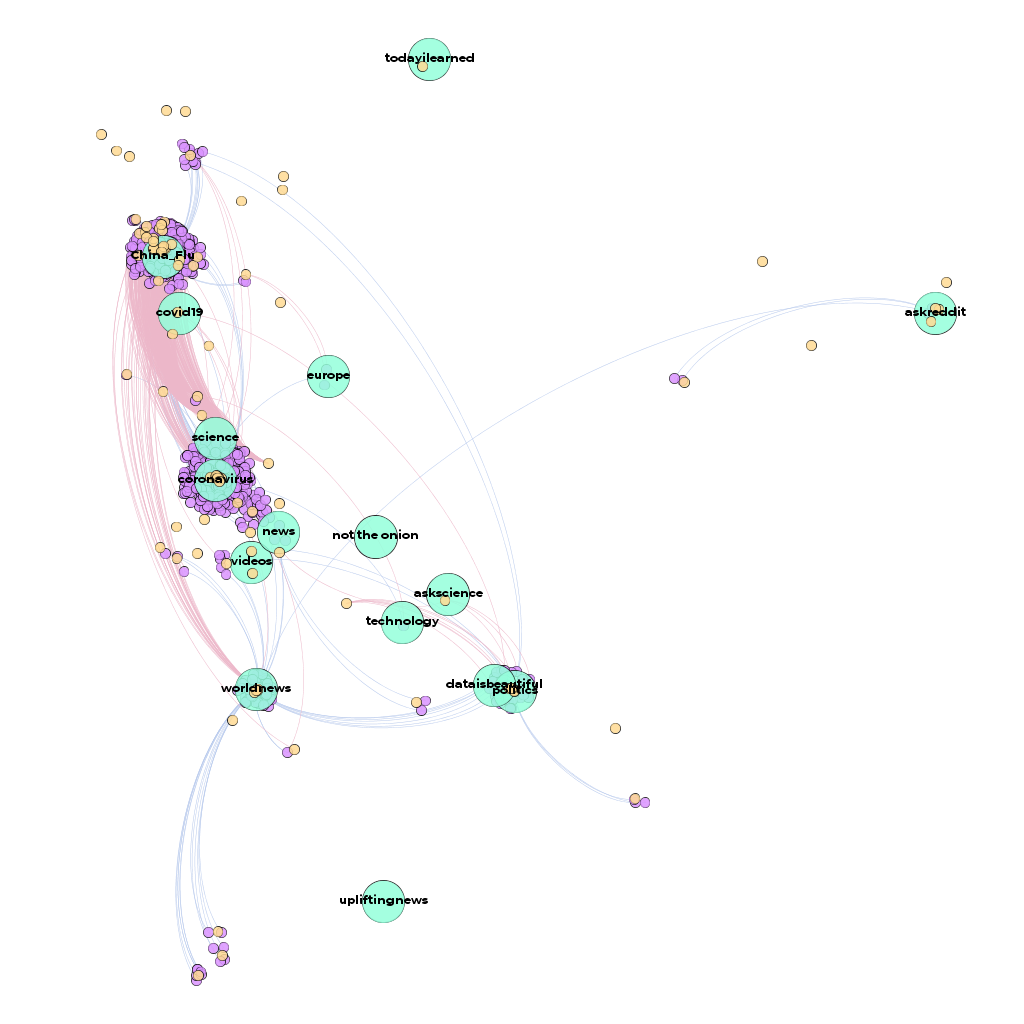 todayilearned
China_Flu
covid19
askreddit
europe
science
coronavirus
news
not the onion
videos
askscience
technology
worldnews
dataisbeautiful
politics
upliftingnews